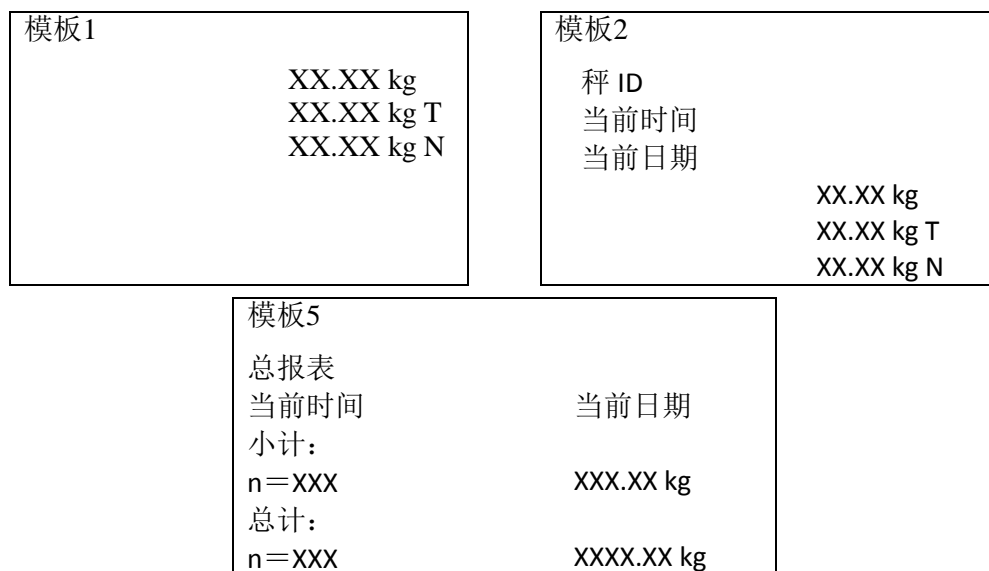 模板1
XX.XX kg
XX.XX kg T
XX.XX kg N
模板2
秤 ID
当前时间
当前日期
XX.XX kg
XX.XX kg T
XX.XX kg N
模板5
总报表
当前时间 当前日期
小计：
n＝XXX XXX.XX kg
总计：
n＝XXX XXXX.XX kg